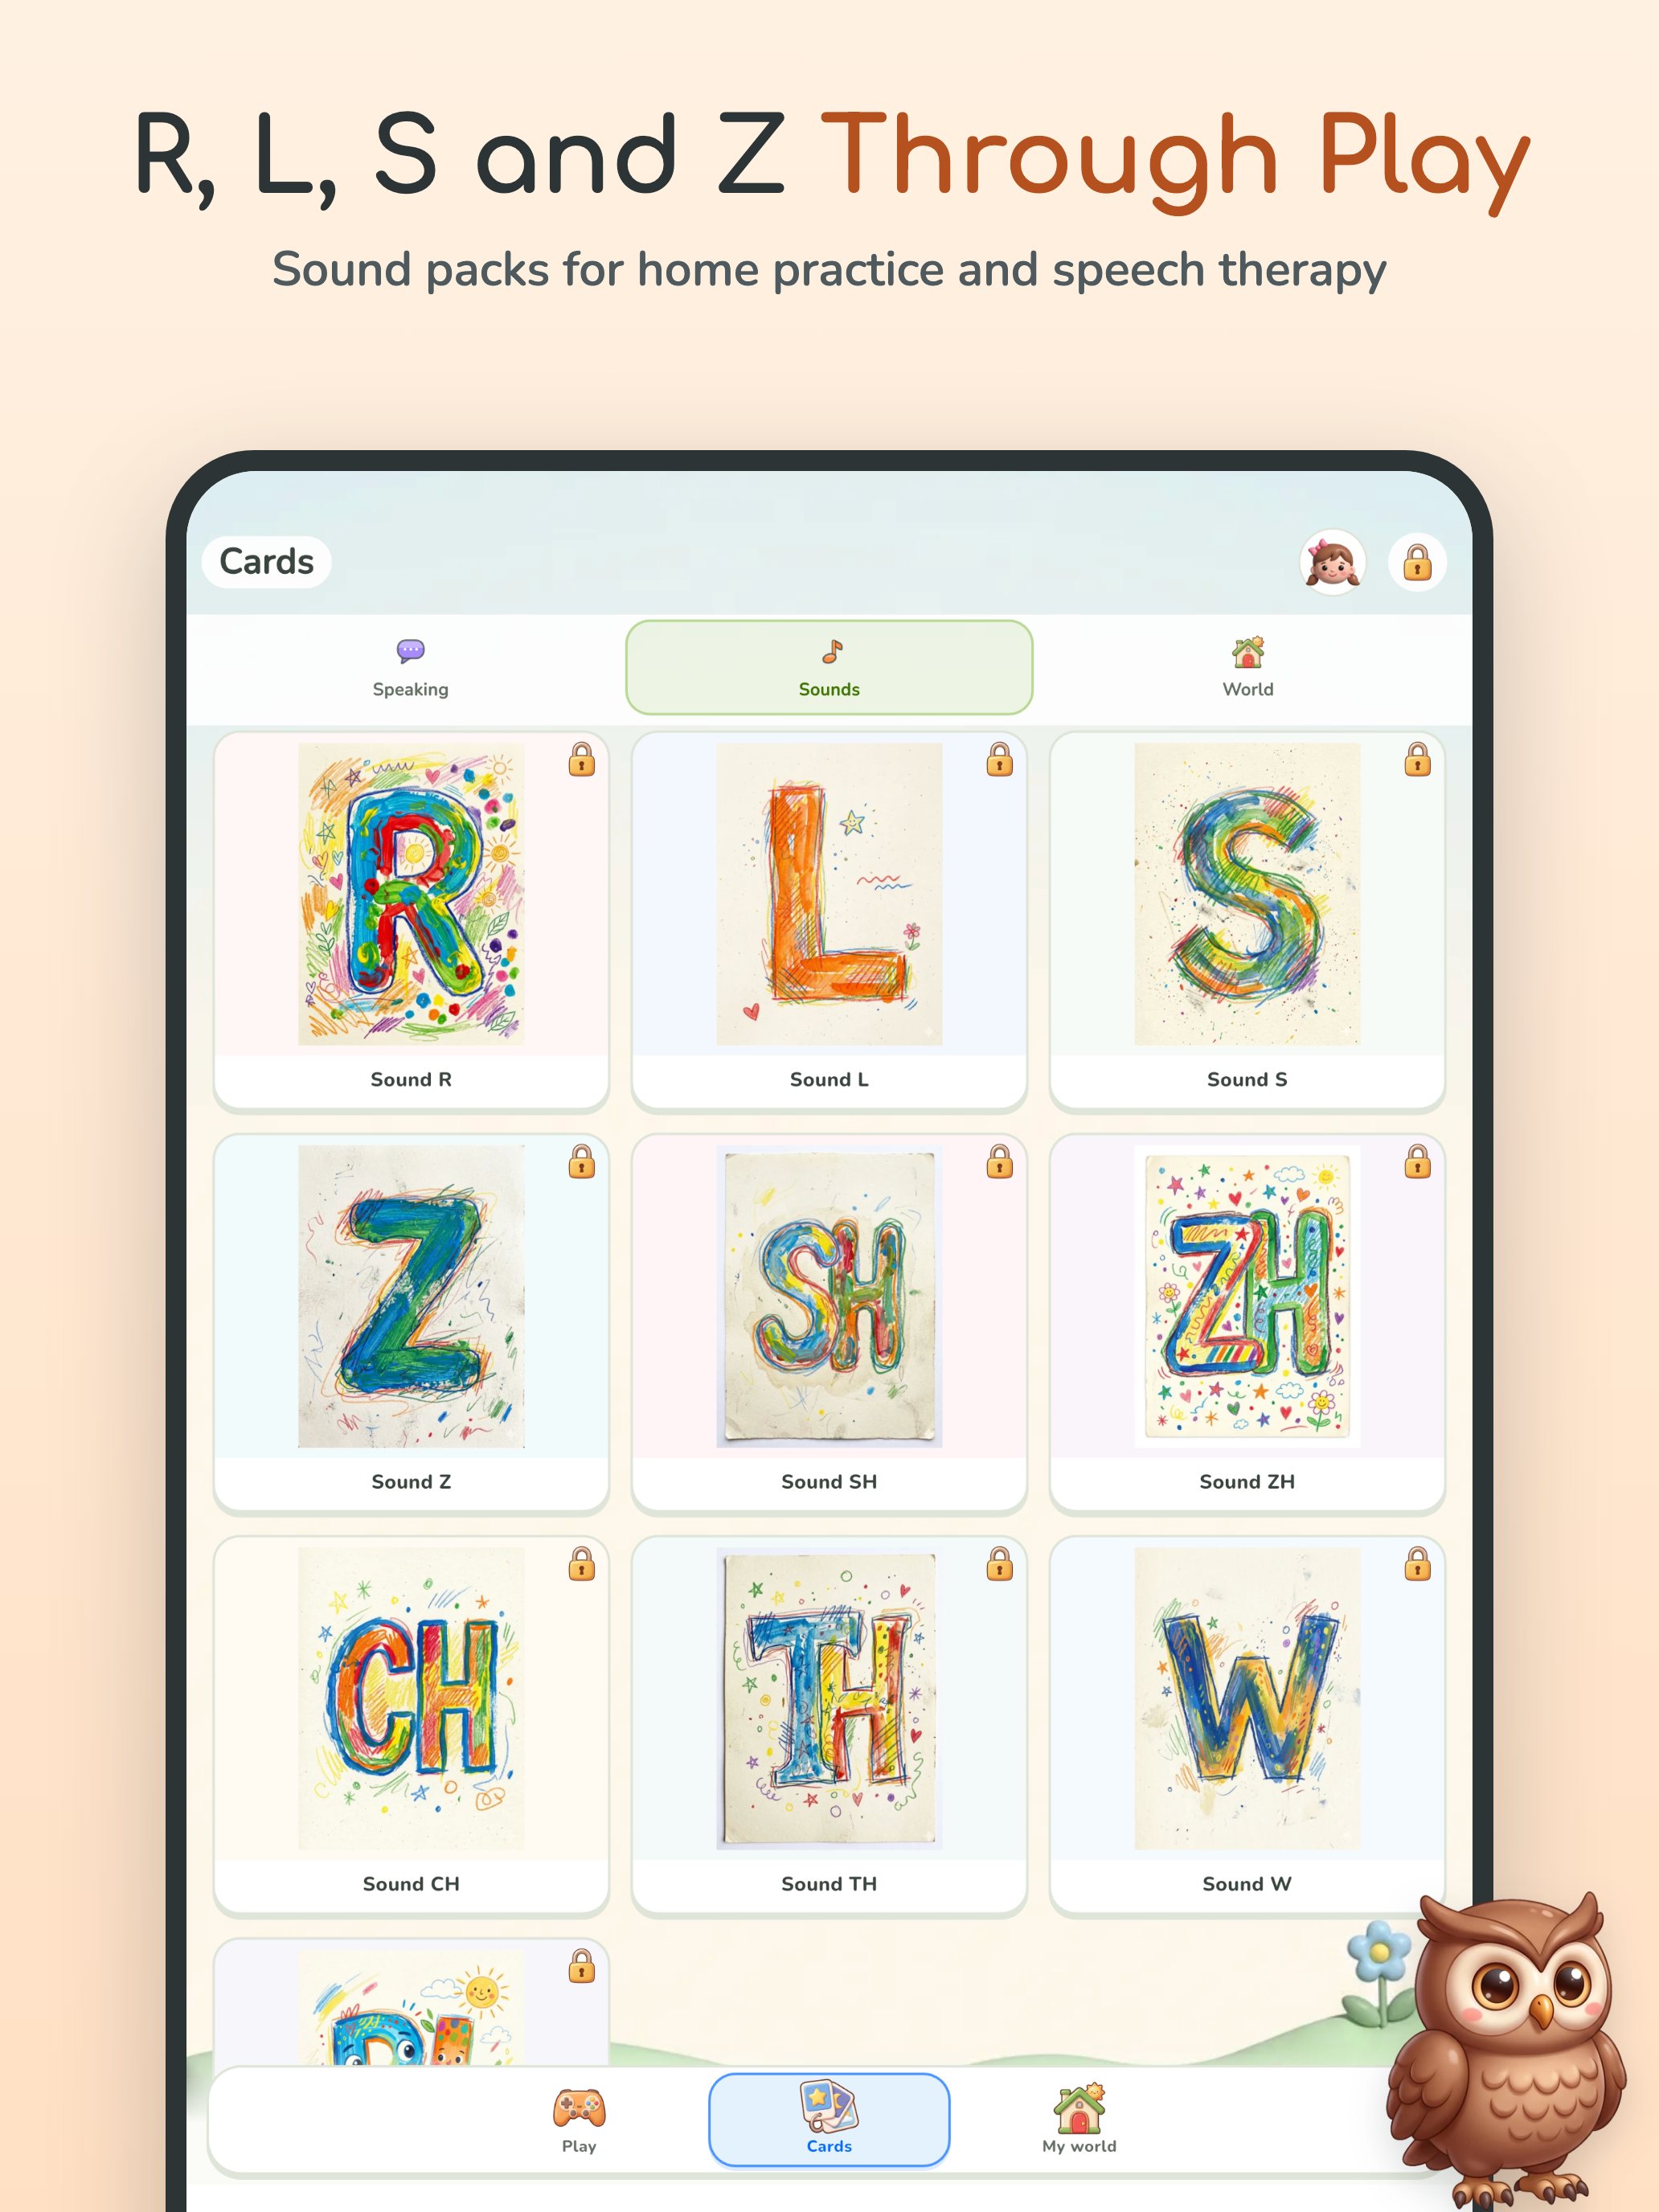 R, L, S and Z Through Play
Sound packs for home practice and speech therapy
Cards
Speaking
Sounds
World
R
L
S
Sound R
Sound L
Sound S
Z
SH
ZH
Sound Z
Sound SH
Sound ZH
CH
TH
W
Sound CH
Sound TH
Sound W
Play
Cards
My world